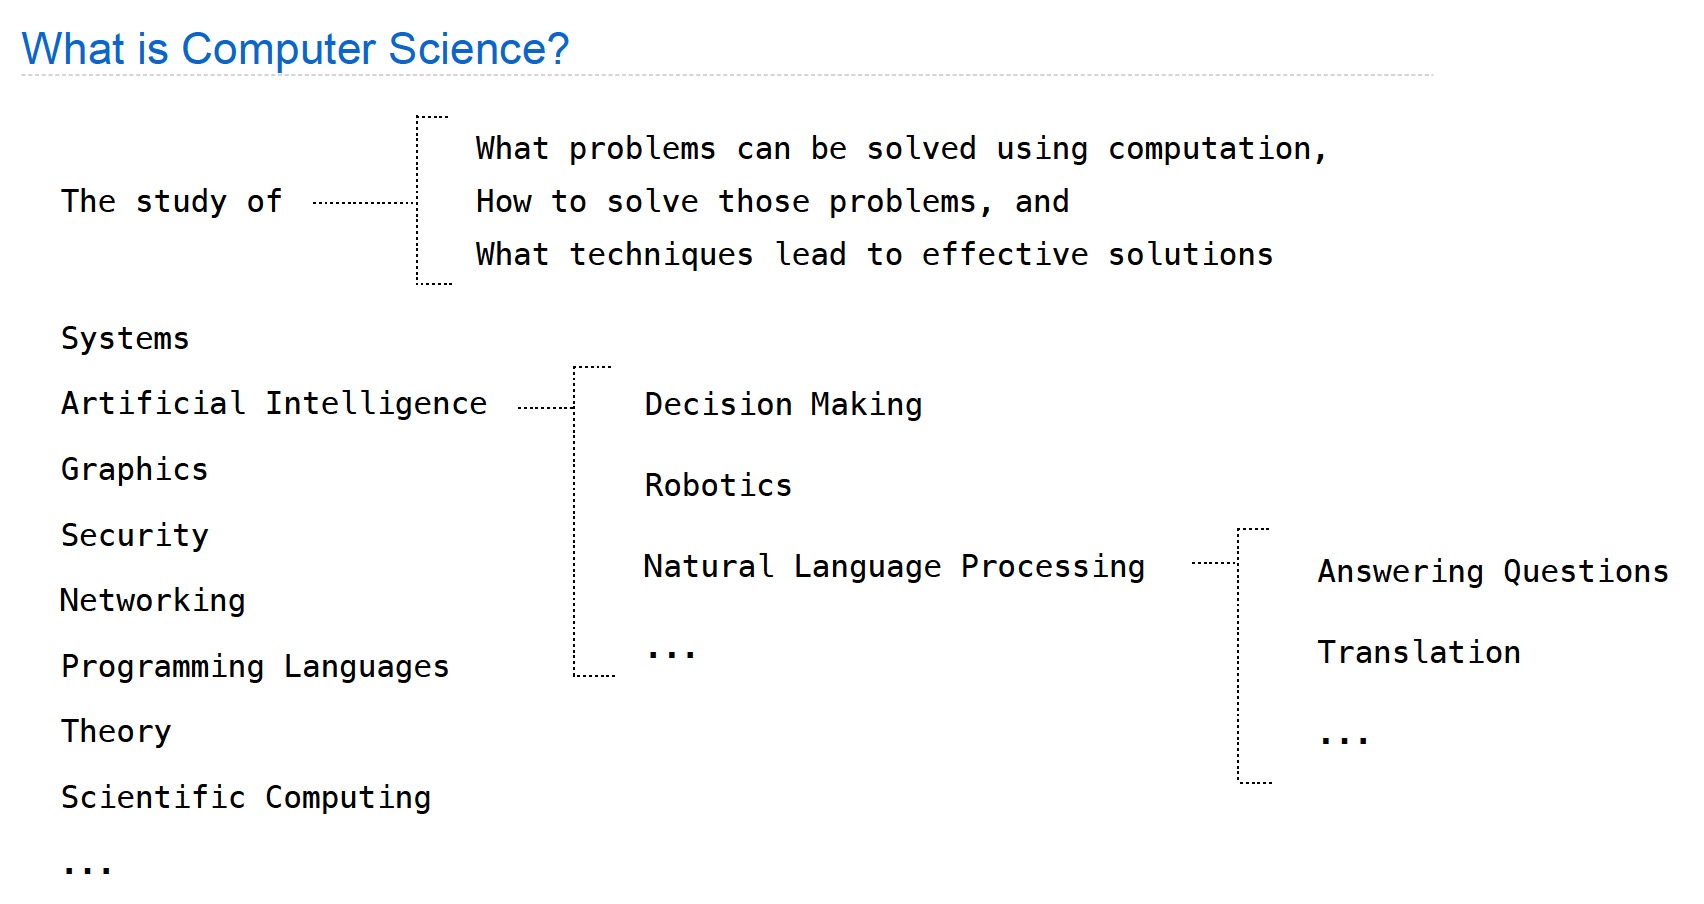 What is Computer Science?
The study of
What problems can be solved using computation,
How to solve those problems, and
What techniques lead to effective solutions
Systems
Artificial Intelligence
Graphics
Security
Networking
Programming Languages
Theory
Scientific Computing
...
Decision Making
Robotics
Natural Language Processing
...
Answering Questions
Translation
...